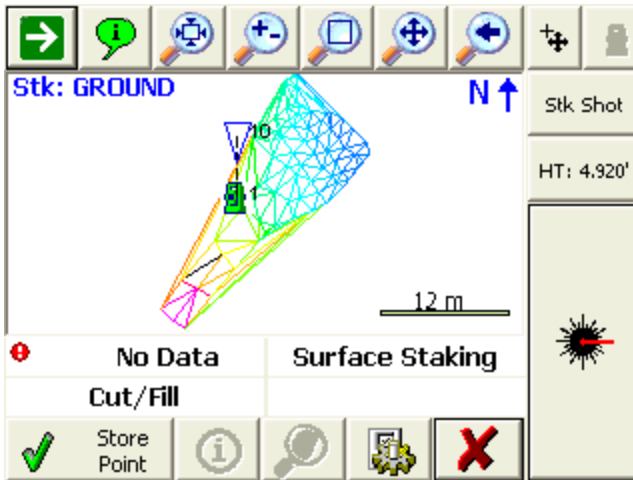 Stk: GROUND
N
Stk Shot
10
HT: 4.920'
1
12 m
No Data
Surface Staking
Cut/Fill
Store
Point